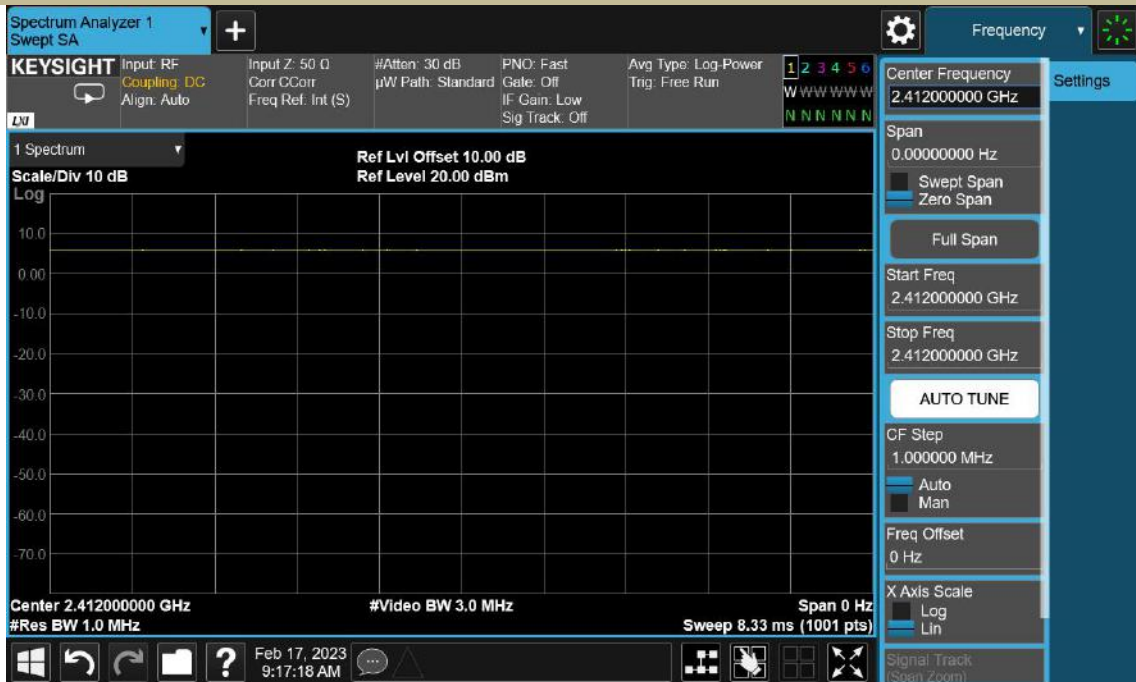 Spectrum Analyzer 1
Swept SA
Frequency
KEYSIGHT
LXI
Input: RF
Coupling: DC
Align: Auto
Input Z: 50 Ω
Corr CCorr
Freq Ref: Int (S)
#Atten: 30 dB
µW Path: Standard
PNO: Fast
Gate: Off
IF Gain: Low
Sig Track: Off
Avg Type: Log-Power
Trig: Free Run
1 2 3 4 5 6
W W W W W W
N N N N N N
1 Spectrum
Scale/Div 10 dB
Log
Ref Lvl Offset 10.00 dB
Ref Level 20.00 dBm
10.0
0.00
-10.0
-20.0
-30.0
-40.0
-50.0
-60.0
-70.0
Center 2.412000000 GHz
#Video BW 3.0 MHz
Span 0 Hz
#Res BW 1.0 MHz
Sweep 8.33 ms (1001 pts)
Feb 17, 2023
9:17:18 AM
Settings
Center Frequency
2.412000000 GHz
Span
0.00000000 Hz
Swept Span
Zero Span
Full Span
Start Freq
2.412000000 GHz
Stop Freq
2.412000000 GHz
AUTO TUNE
CF Step
1.000000 MHz
Auto
Man
Freq Offset
0 Hz
X Axis Scale
Log
Lin
Signal Track
(Span Zoom)